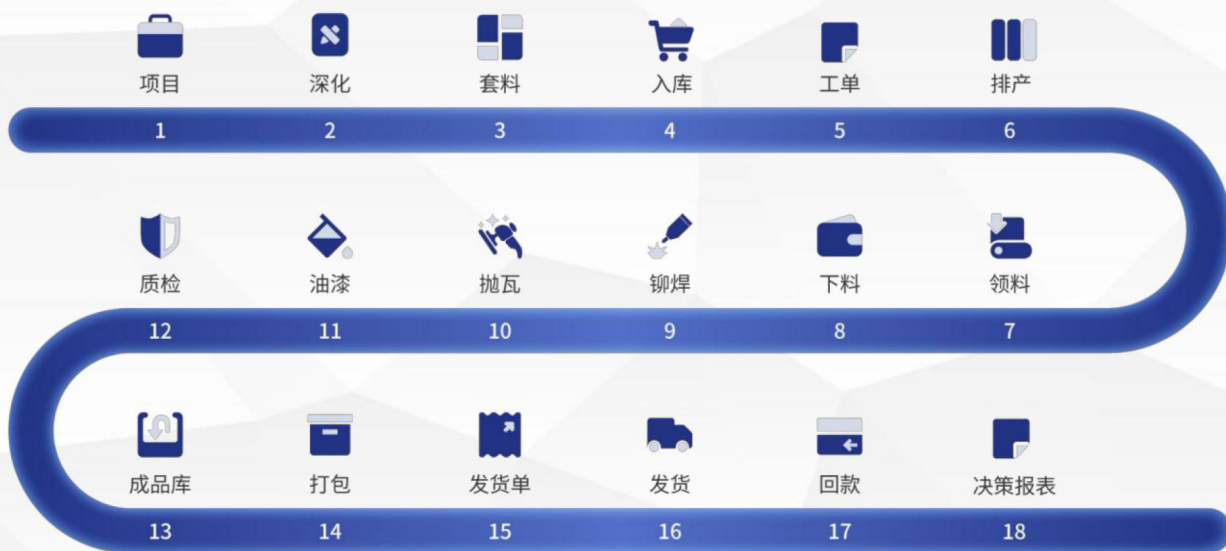 项目 深化 套料 入库 工单 排产
1 2 3 4 5 6
质检 油漆 抛瓦 铆焊 下料 领料
12 11 10 9 8 7
成品库 打包 发货单 发货 回款 决策报表
13 14 15 16 17 18